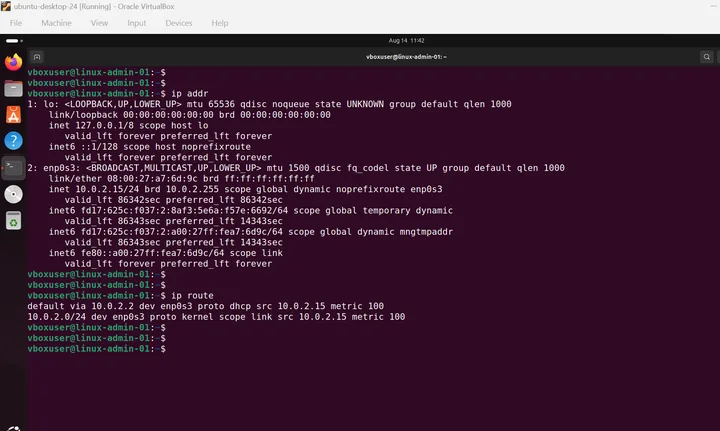 ubuntu-desktop-24 [Running] - Oracle VirtualBox
File Machine View Input Devices Help
Aug 14 11:42
vboxuser@linux-admin-01: ~
vboxuser@linux-admin-01:~$
vboxuser@linux-admin-01:~$
vboxuser@linux-admin-01:~$ ip addr
1: lo: <LOOPBACK,UP,LOWER_UP> mtu 65536 qdisc noqueue state UNKNOWN group default qlen 1000
link/loopback 00:00:00:00:00:00 brd 00:00:00:00:00:00
inet 127.0.0.1/8 scope host lo
valid_lft forever preferred_lft forever
inet6 ::1/128 scope host noprefixroute
valid_lft forever preferred_lft forever
2: enp0s3: <BROADCAST,MULTICAST,UP,LOWER_UP> mtu 1500 qdisc fq_codel state UP group default qlen 1000
link/ether 08:00:27:a7:6d:9c brd ff:ff:ff:ff:ff:ff
inet 10.0.2.15/24 brd 10.0.2.255 scope global dynamic noprefixroute enp0s3
valid_lft 86342sec preferred_lft 86342sec
inet6 fd17:625c:f037:2:8af3:5e6a:f57e:6692/64 scope global temporary dynamic
valid_lft 86343sec preferred_lft 14343sec
inet6 fd17:625c:f037:2:a00:27ff:fea7:6d9c/64 scope global dynamic mngtmpaddr
valid_lft 86343sec preferred_lft 14343sec
inet6 fe80::a00:27ff:fea7:6d9c/64 scope link
valid_lft forever preferred_lft forever
vboxuser@linux-admin-01:~$
vboxuser@linux-admin-01:~$
vboxuser@linux-admin-01:~$ ip route
default via 10.0.2.2 dev enp0s3 proto dhcp src 10.0.2.15 metric 100
10.0.2.0/24 dev enp0s3 proto kernel scope link src 10.0.2.15 metric 100
vboxuser@linux-admin-01:~$
vboxuser@linux-admin-01:~$
vboxuser@linux-admin-01:~$